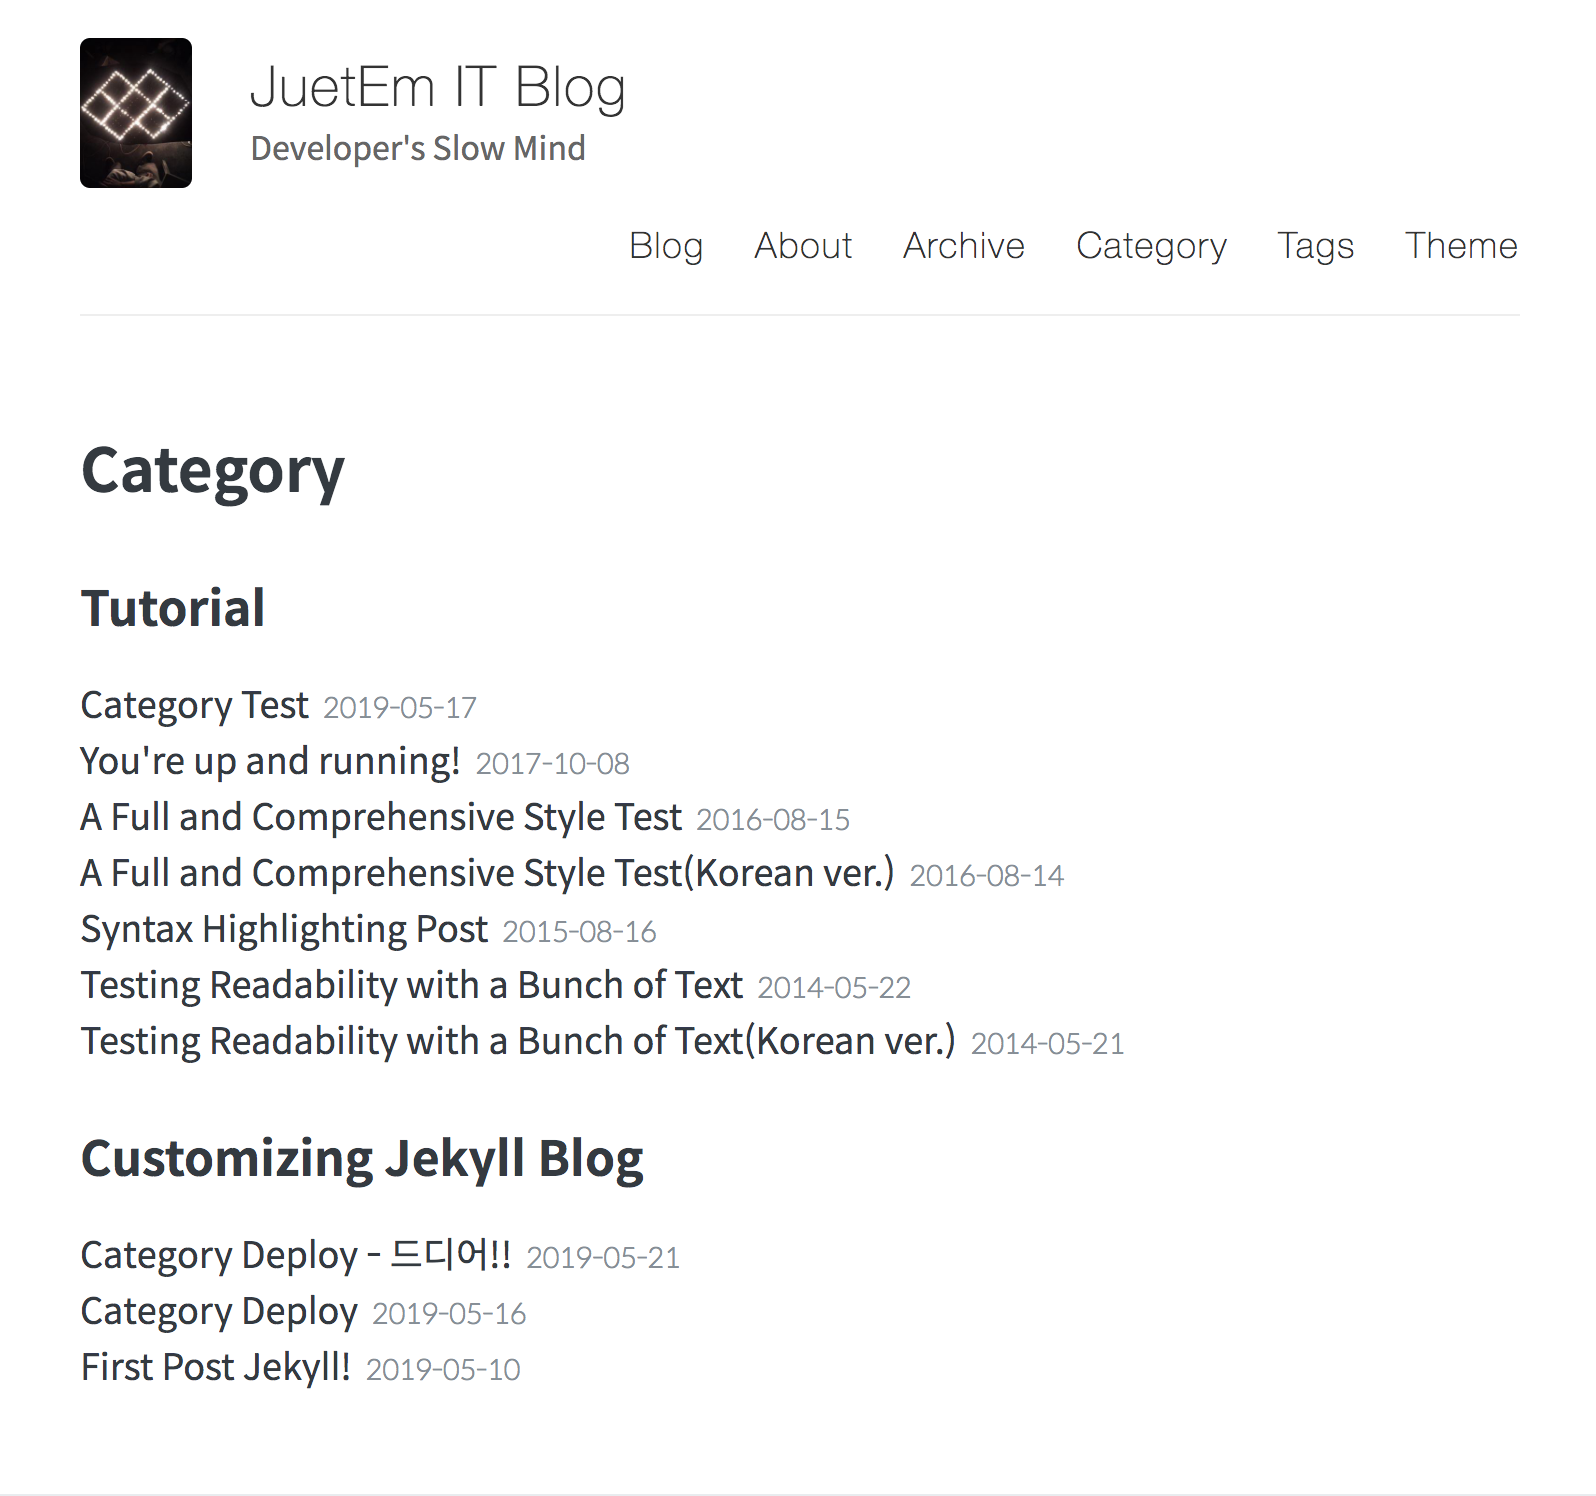 JuetEm IT Blog
Developer's Slow Mind
Blog About Archive Category Tags Theme
Category
Tutorial
Category Test 2019-05-17
You're up and running! 2017-10-08
A Full and Comprehensive Style Test 2016-08-15
A Full and Comprehensive Style Test(Korean ver.) 2016-08-14
Syntax Highlighting Post 2015-08-16
Testing Readability with a Bunch of Text 2014-05-22
Testing Readability with a Bunch of Text(Korean ver.) 2014-05-21
Customizing Jekyll Blog
Category Deploy - 드디어!! 2019-05-21
Category Deploy 2019-05-16
First Post Jekyll! 2019-05-10